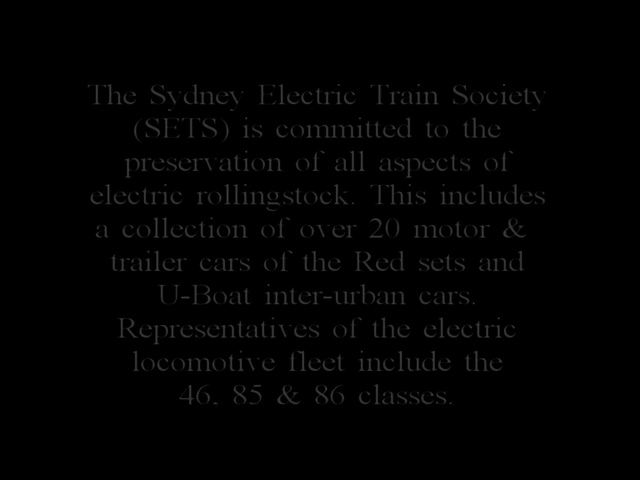 The Sydney Electric Train Society
(SETS) is committed to the
preservation of all aspects of
electric rollingstock. This includes
a collection of over 20 motor &
trailer cars of the Red sets and
U-Boat inter-urban cars.
Representatives of the electric
locomotive fleet include the
46, 85 & 86 classes.